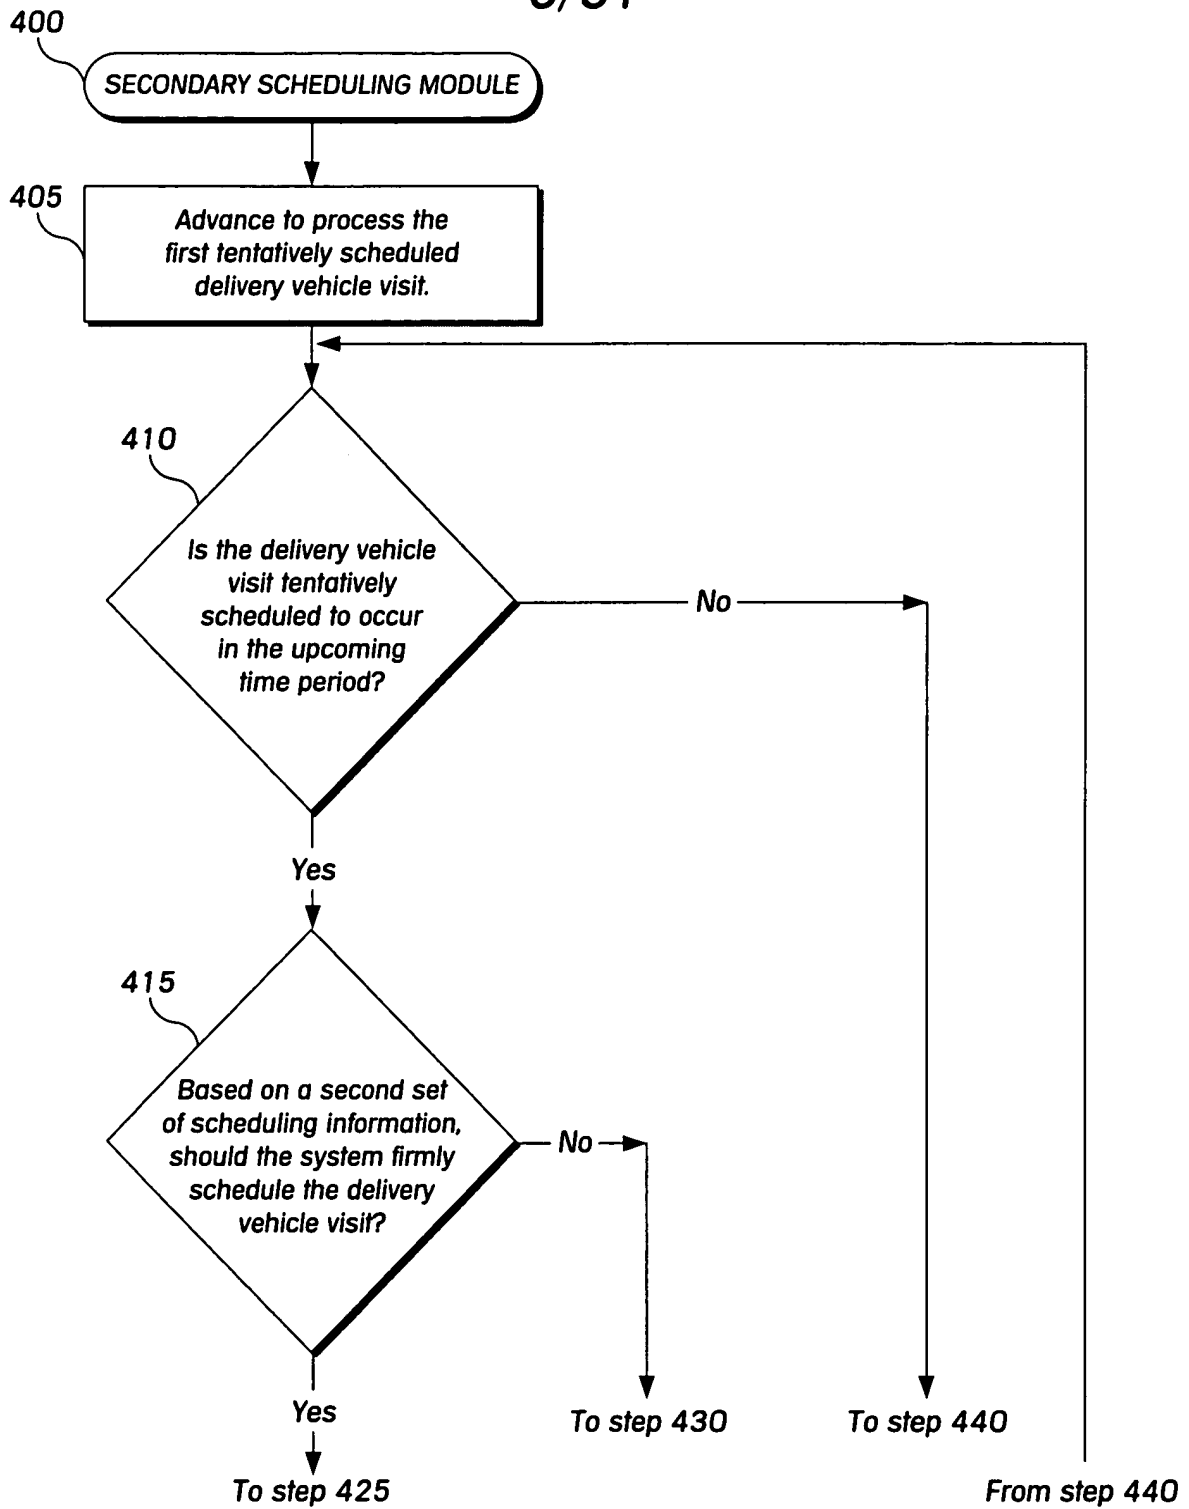 400
SECONDARY SCHEDULING MODULE
405
Advance to process the
first tentatively scheduled
delivery vehicle visit.
410
Is the delivery vehicle
visit tentatively
scheduled to occur
in the upcoming
time period?
No
Yes
415
Based on a second set
of scheduling information,
should the system firmly
schedule the delivery
vehicle visit?
No
Yes
To step 430
To step 440
To step 425
From step 440